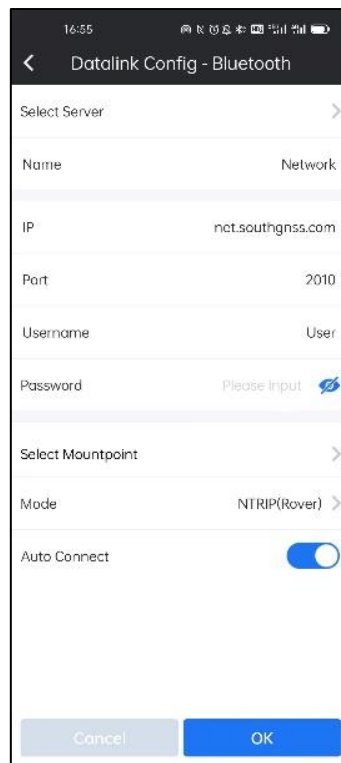 16:55
Datalink Config - Bluetooth
Select Server
Name Network
IP net.southgnss.com
Port 2010
Username User
Password Please Input
Select Mountpoint
Mode NTRIP(Rover)
Auto Connect
Cancel OK